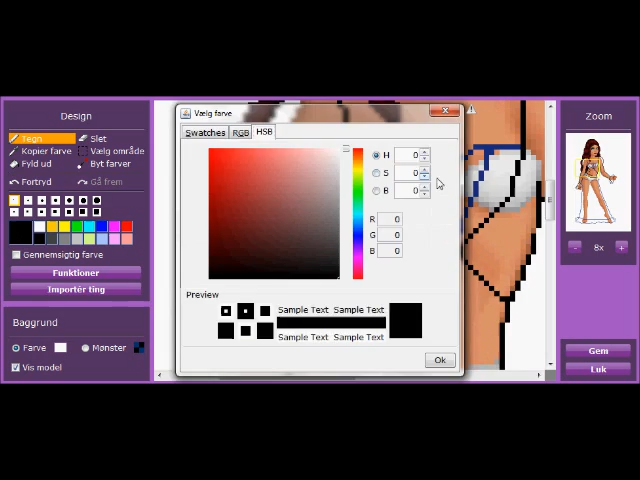 Design
Tegn
Slet
Kopier farve
Vælg område
Fyld ud
Byt farver
Fortryd
Gå frem
Gennemsigtig farve
Funktioner
Importér ting
Baggrund
Farve
Mønster
Vis model
Vælg farve
Swatches
RGB
HSB
H 0
S 0
B 0
R 0
G 0
B 0
Preview
Sample Text Sample Text
Sample Text Sample Text
Ok
Zoom
- 8x +
Gem
Luk